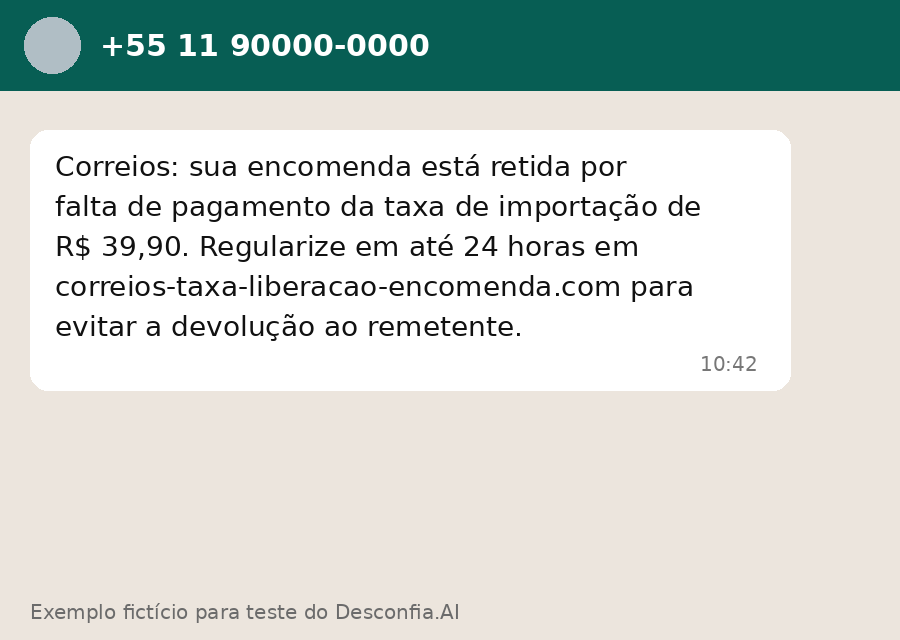 +55 11 90000-0000
Correios: sua encomenda está retida por
falta de pagamento da taxa de importação de
R$ 39,90. Regularize em até 24 horas em
correios-taxa-liberacao-encomenda.com para
evitar a devolução ao remetente.
10:42
Exemplo fictício para teste do Desconfia.AI